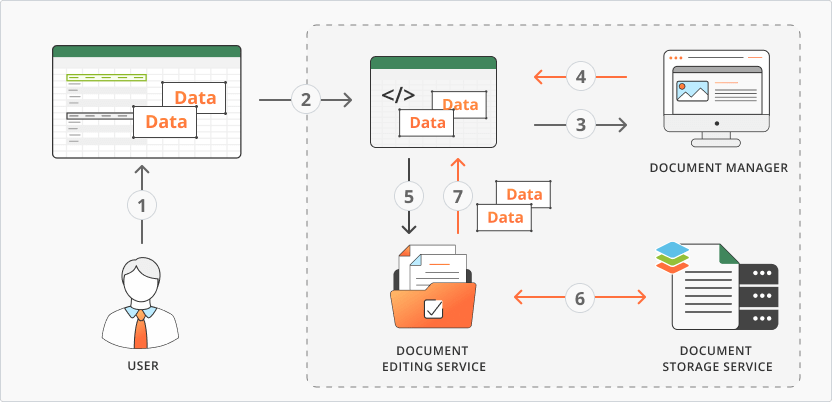 Data
Data
2
</>
Data
Data
4
3
DOCUMENT MANAGER
1
5
7
Data
Data
6
USER
DOCUMENT
EDITING SERVICE
DOCUMENT
STORAGE SERVICE